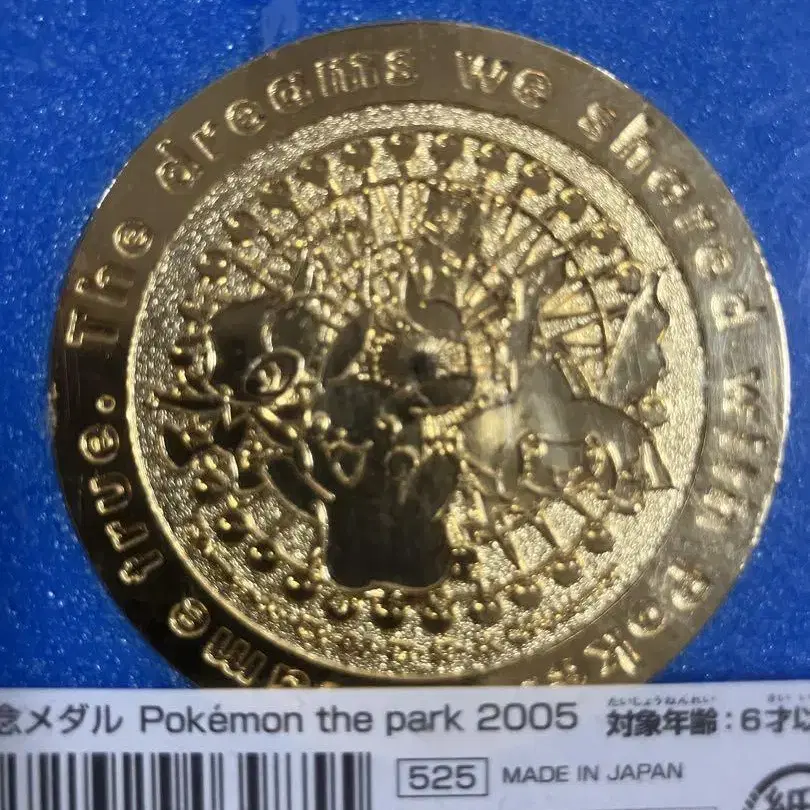 The dreams we shared with Pok
ame true.
念メダル Pokémon the park 2005
たいしょうねんれい
対象年齢:6才以
525 MADE IN JAPAN